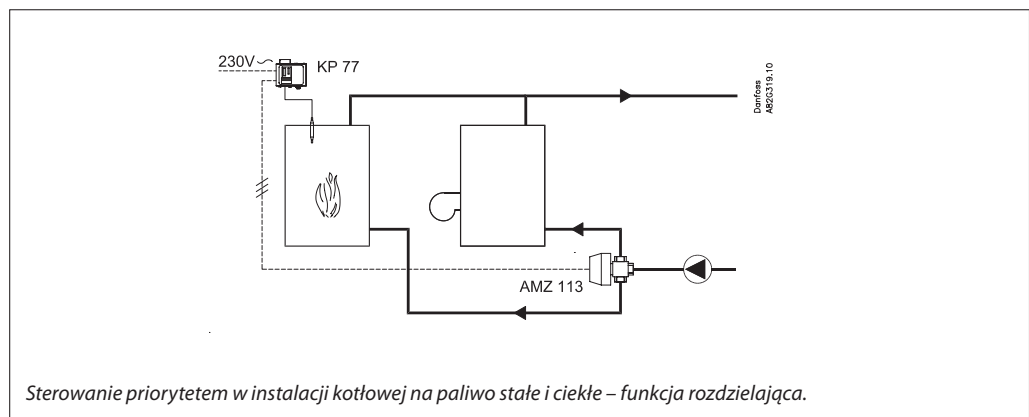 230V~
KP 77
Danfoss
A82G319.10
AMZ 113
Sterowanie priorytetem w instalacji kotłowej na paliwo stałe i ciekłe – funkcja rozdzielająca.